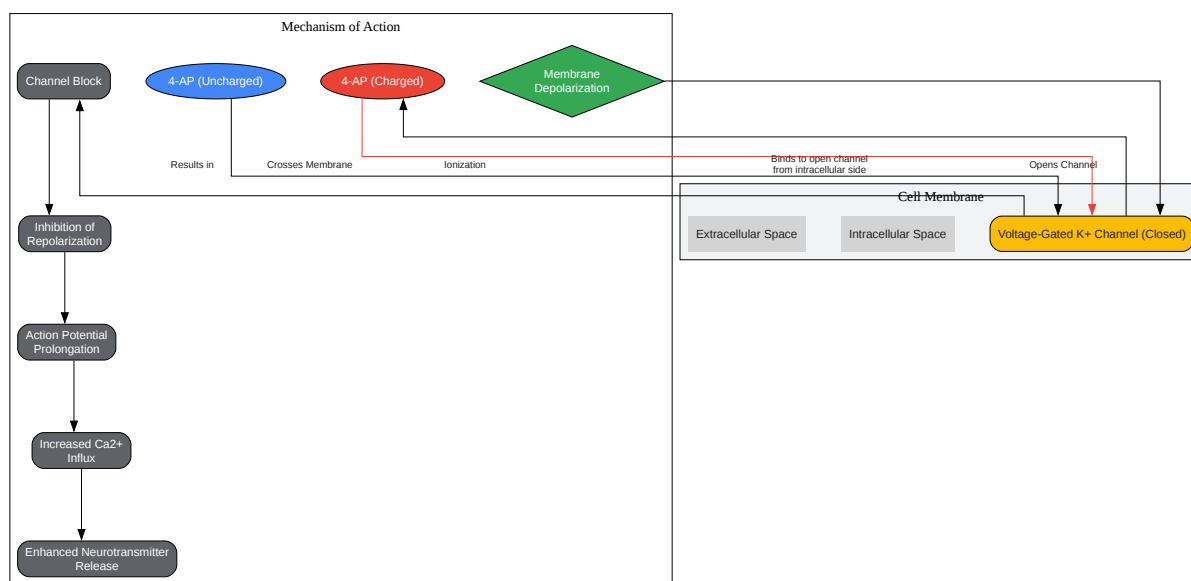 Mechanism of Action
Channel Block
4-AP (Uncharged)
4-AP (Charged)
Membrane
Depolarization
Results in
Crosses Membrane
Ionization
Binds to open channel
from intracellular side
Opens Channel
Cell Membrane
Inhibition of
Repolarization
Extracellular Space
Intracellular Space
Voltage-Gated K+ Channel (Closed)
Action Potential
Prolongation
Increased Ca2+
Influx
Enhanced Neurotransmitter
Release